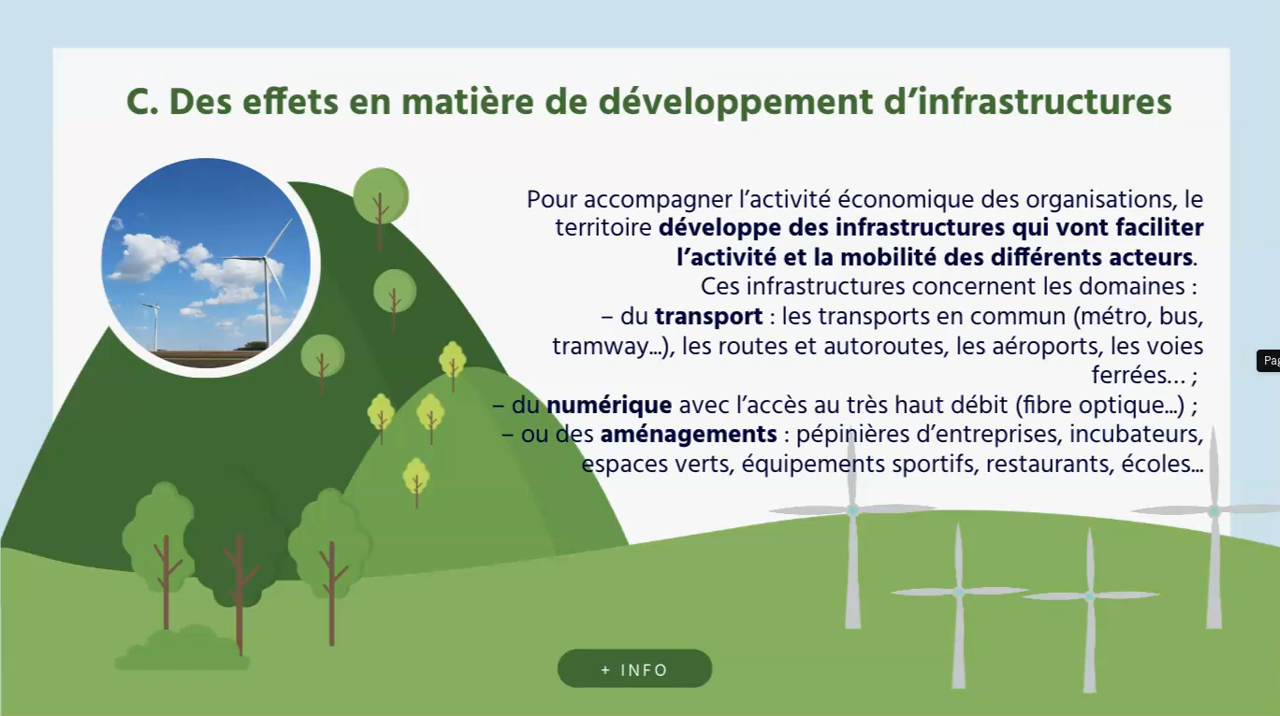 C. Des effets en matière de développement d’infrastructures
Pour accompagner l’activité économique des organisations, le
territoire développe des infrastructures qui vont faciliter
l’activité et la mobilité des différents acteurs.
Ces infrastructures concernent les domaines :
– du transport : les transports en commun (métro, bus,
tramway...), les routes et autoroutes, les aéroports, les voies
ferrées… ;
– du numérique avec l’accès au très haut débit (fibre optique...) ;
– ou des aménagements : pépinières d’entreprises, incubateurs,
espaces verts, équipements sportifs, restaurants, écoles...
+ INFO